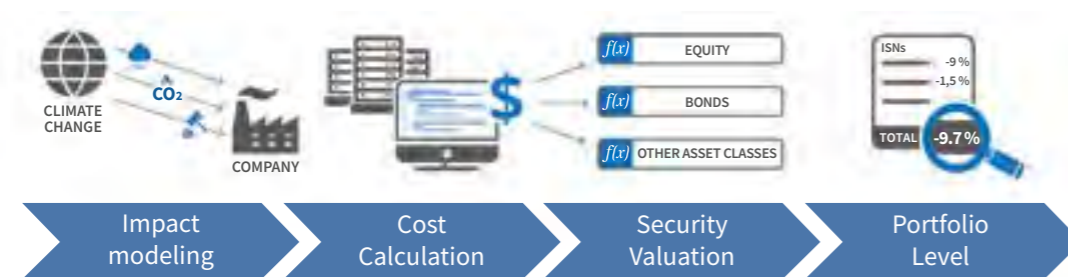 CLIMATE
CHANGE
CO₂
COMPANY
$
f(x) EQUITY
f(x) BONDS
f(x) OTHER ASSET CLASSES
ISNs
-9 %
-1,5 %
TOTAL -9.7 %
Impact
modeling
Cost
Calculation
Security
Valuation
Portfolio
Level